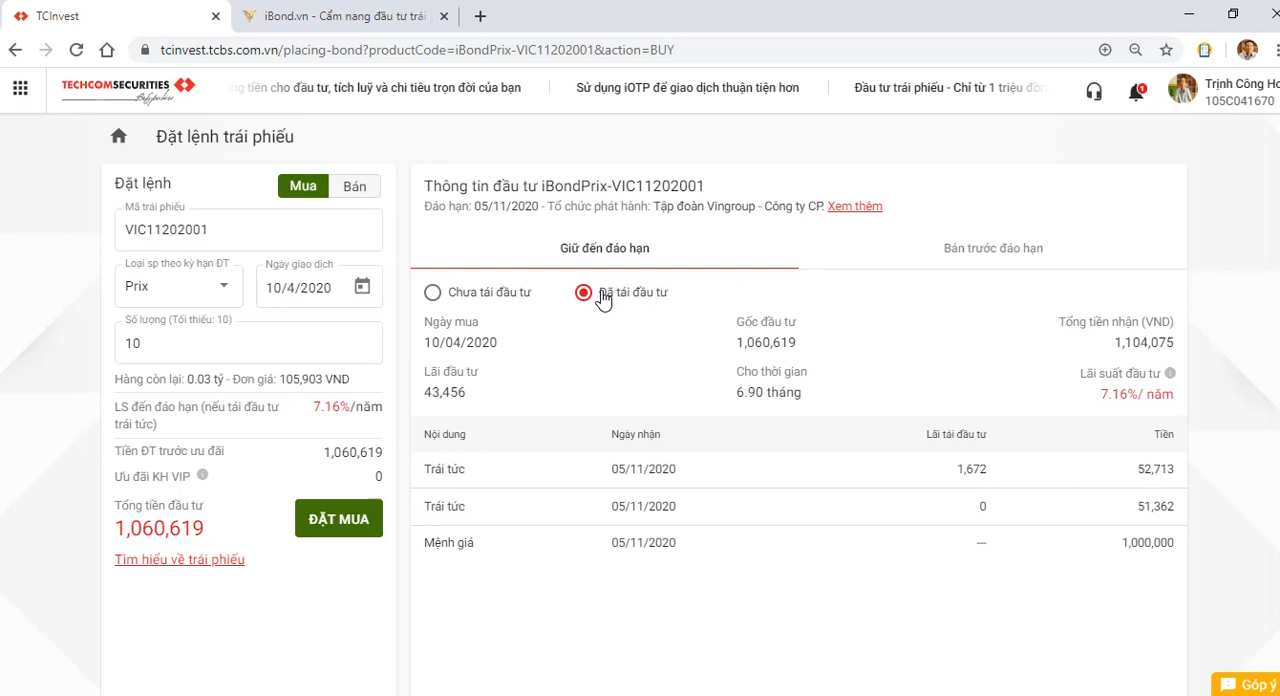 TCInvest
iBond.vn - Cẩm nang đầu tư trái
tcinvest.tcbs.com.vn/placing-bond?productCode=iBondPrix-VIC11202001&action=BUY
TECHCOMSECURITIES
tiền cho đầu tư, tích luỹ và chi tiêu trọn đời của bạn
Sử dụng iOTP để giao dịch thuận tiện hơn
Đầu tư trái phiếu - Chỉ từ 1 triệu đồng
1
Trịnh Công Ho
105C041670
Đặt lệnh trái phiếu
Đặt lệnh
Mua
Bán
Mã trái phiếu
VIC11202001
Loại sp theo kỳ hạn ĐT
Prix
Ngày giao dịch
10/4/2020
Số lượng (Tối thiểu: 10)
10
Hàng còn lại: 0.03 tỷ - Đơn giá: 105,903 VND
LS đến đáo hạn (nếu tái đầu tư 7.16%/năm
trái tức)
Tiền ĐT trước ưu đãi 1,060,619
Ưu đãi KH VIP 0
Tổng tiền đầu tư
1,060,619
ĐẶT MUA
Tìm hiểu về trái phiếu
Thông tin đầu tư iBondPrix-VIC11202001
Đáo hạn: 05/11/2020 - Tổ chức phát hành: Tập đoàn Vingroup - Công ty CP. Xem thêm
Giữ đến đáo hạn Bán trước đáo hạn
Chưa tái đầu tư Đã tái đầu tư
Ngày mua Gốc đầu tư Tổng tiền nhận (VND)
10/04/2020 1,060,619 1,104,075
Lãi đầu tư Cho thời gian Lãi suất đầu tư
43,456 6.90 tháng 7.16%/ năm
Nội dung Ngày nhận Lãi tái đầu tư Tiền
Trái tức 05/11/2020 1,672 52,713
Trái tức 05/11/2020 0 51,362
Mệnh giá 05/11/2020 --- 1,000,000
Góp ý